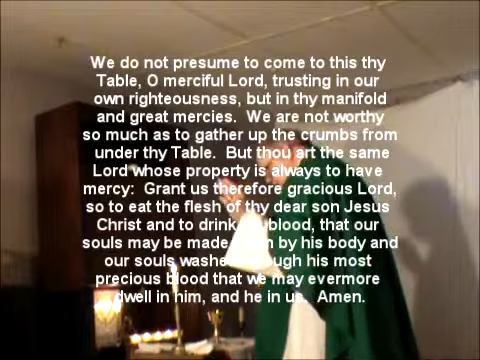 We do not presume to come to this thy
Table, O merciful Lord, trusting in our
own righteousness, but in thy manifold
and great mercies. We are not worthy
so much as to gather up the crumbs from
under thy Table. But thou art the same
Lord whose property is always to have
mercy: Grant us therefore gracious Lord,
so to eat the flesh of thy dear son Jesus
Christ and to drink blood, that our
souls may be made by his body and
our souls washed through his most
precious blood that we may evermore
dwell in him, and he in us. Amen.